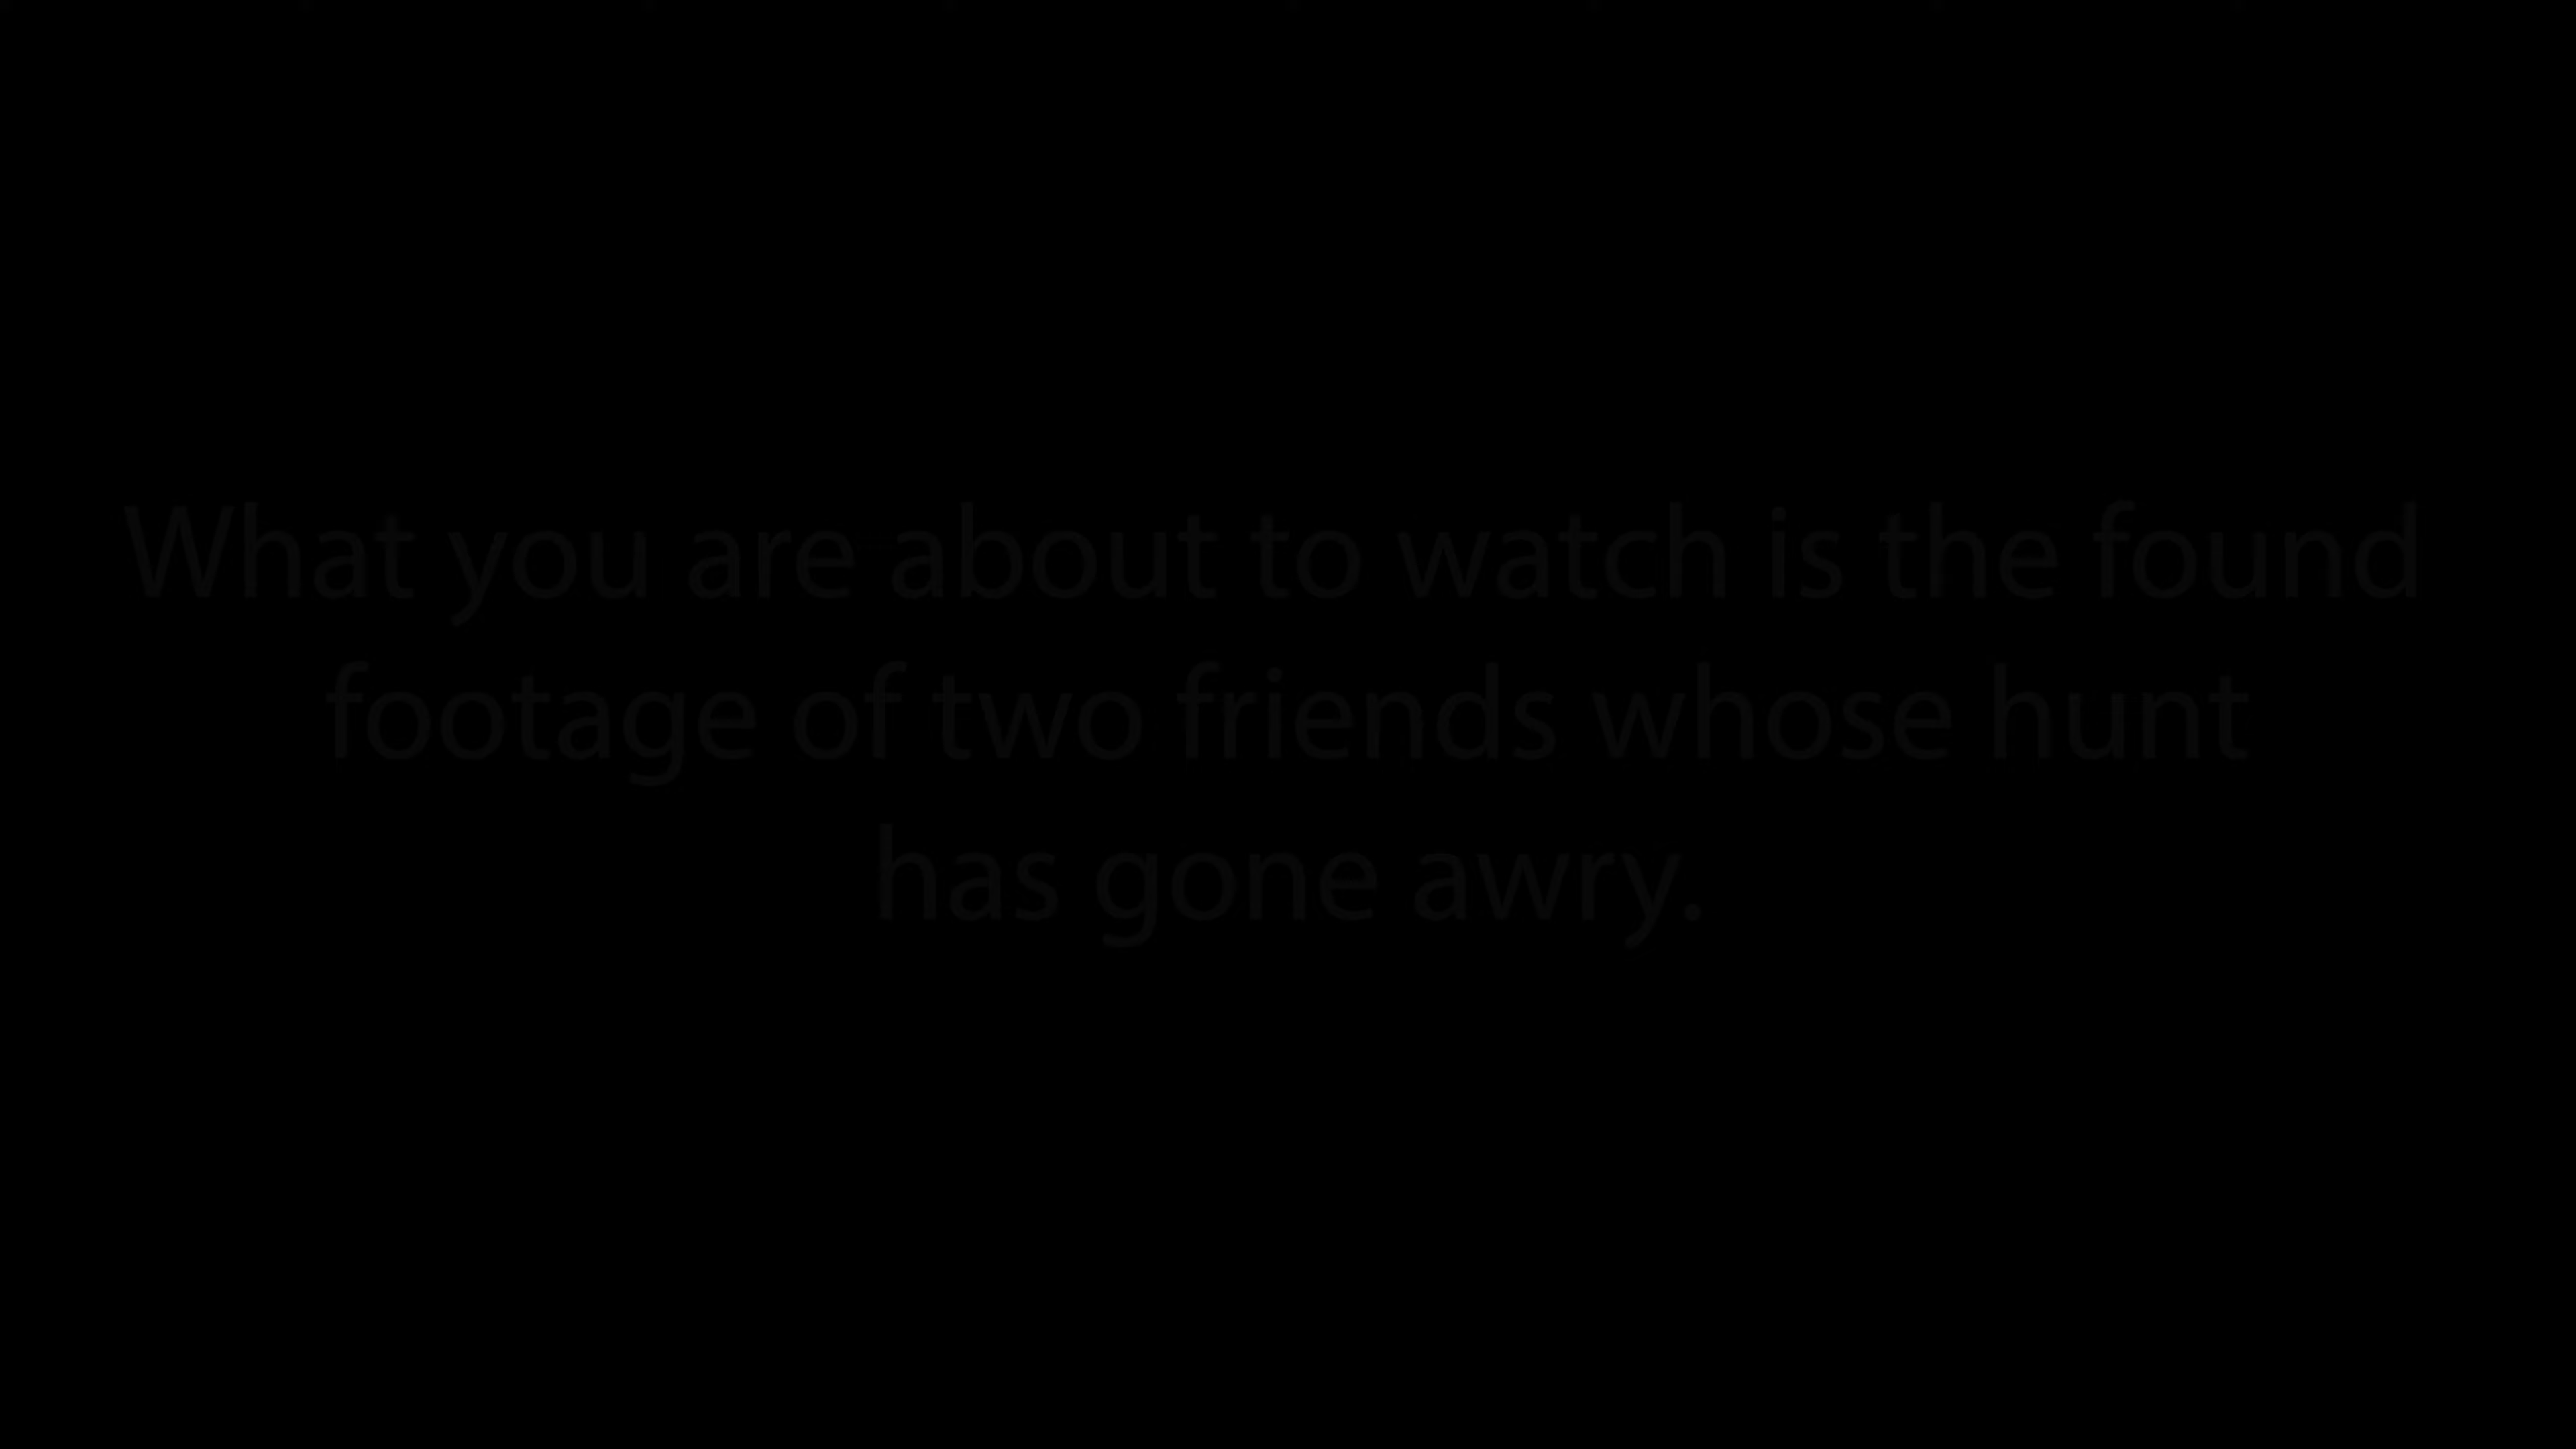 What you are about to watch is the found
footage of two friends whose hunt
has gone awry.